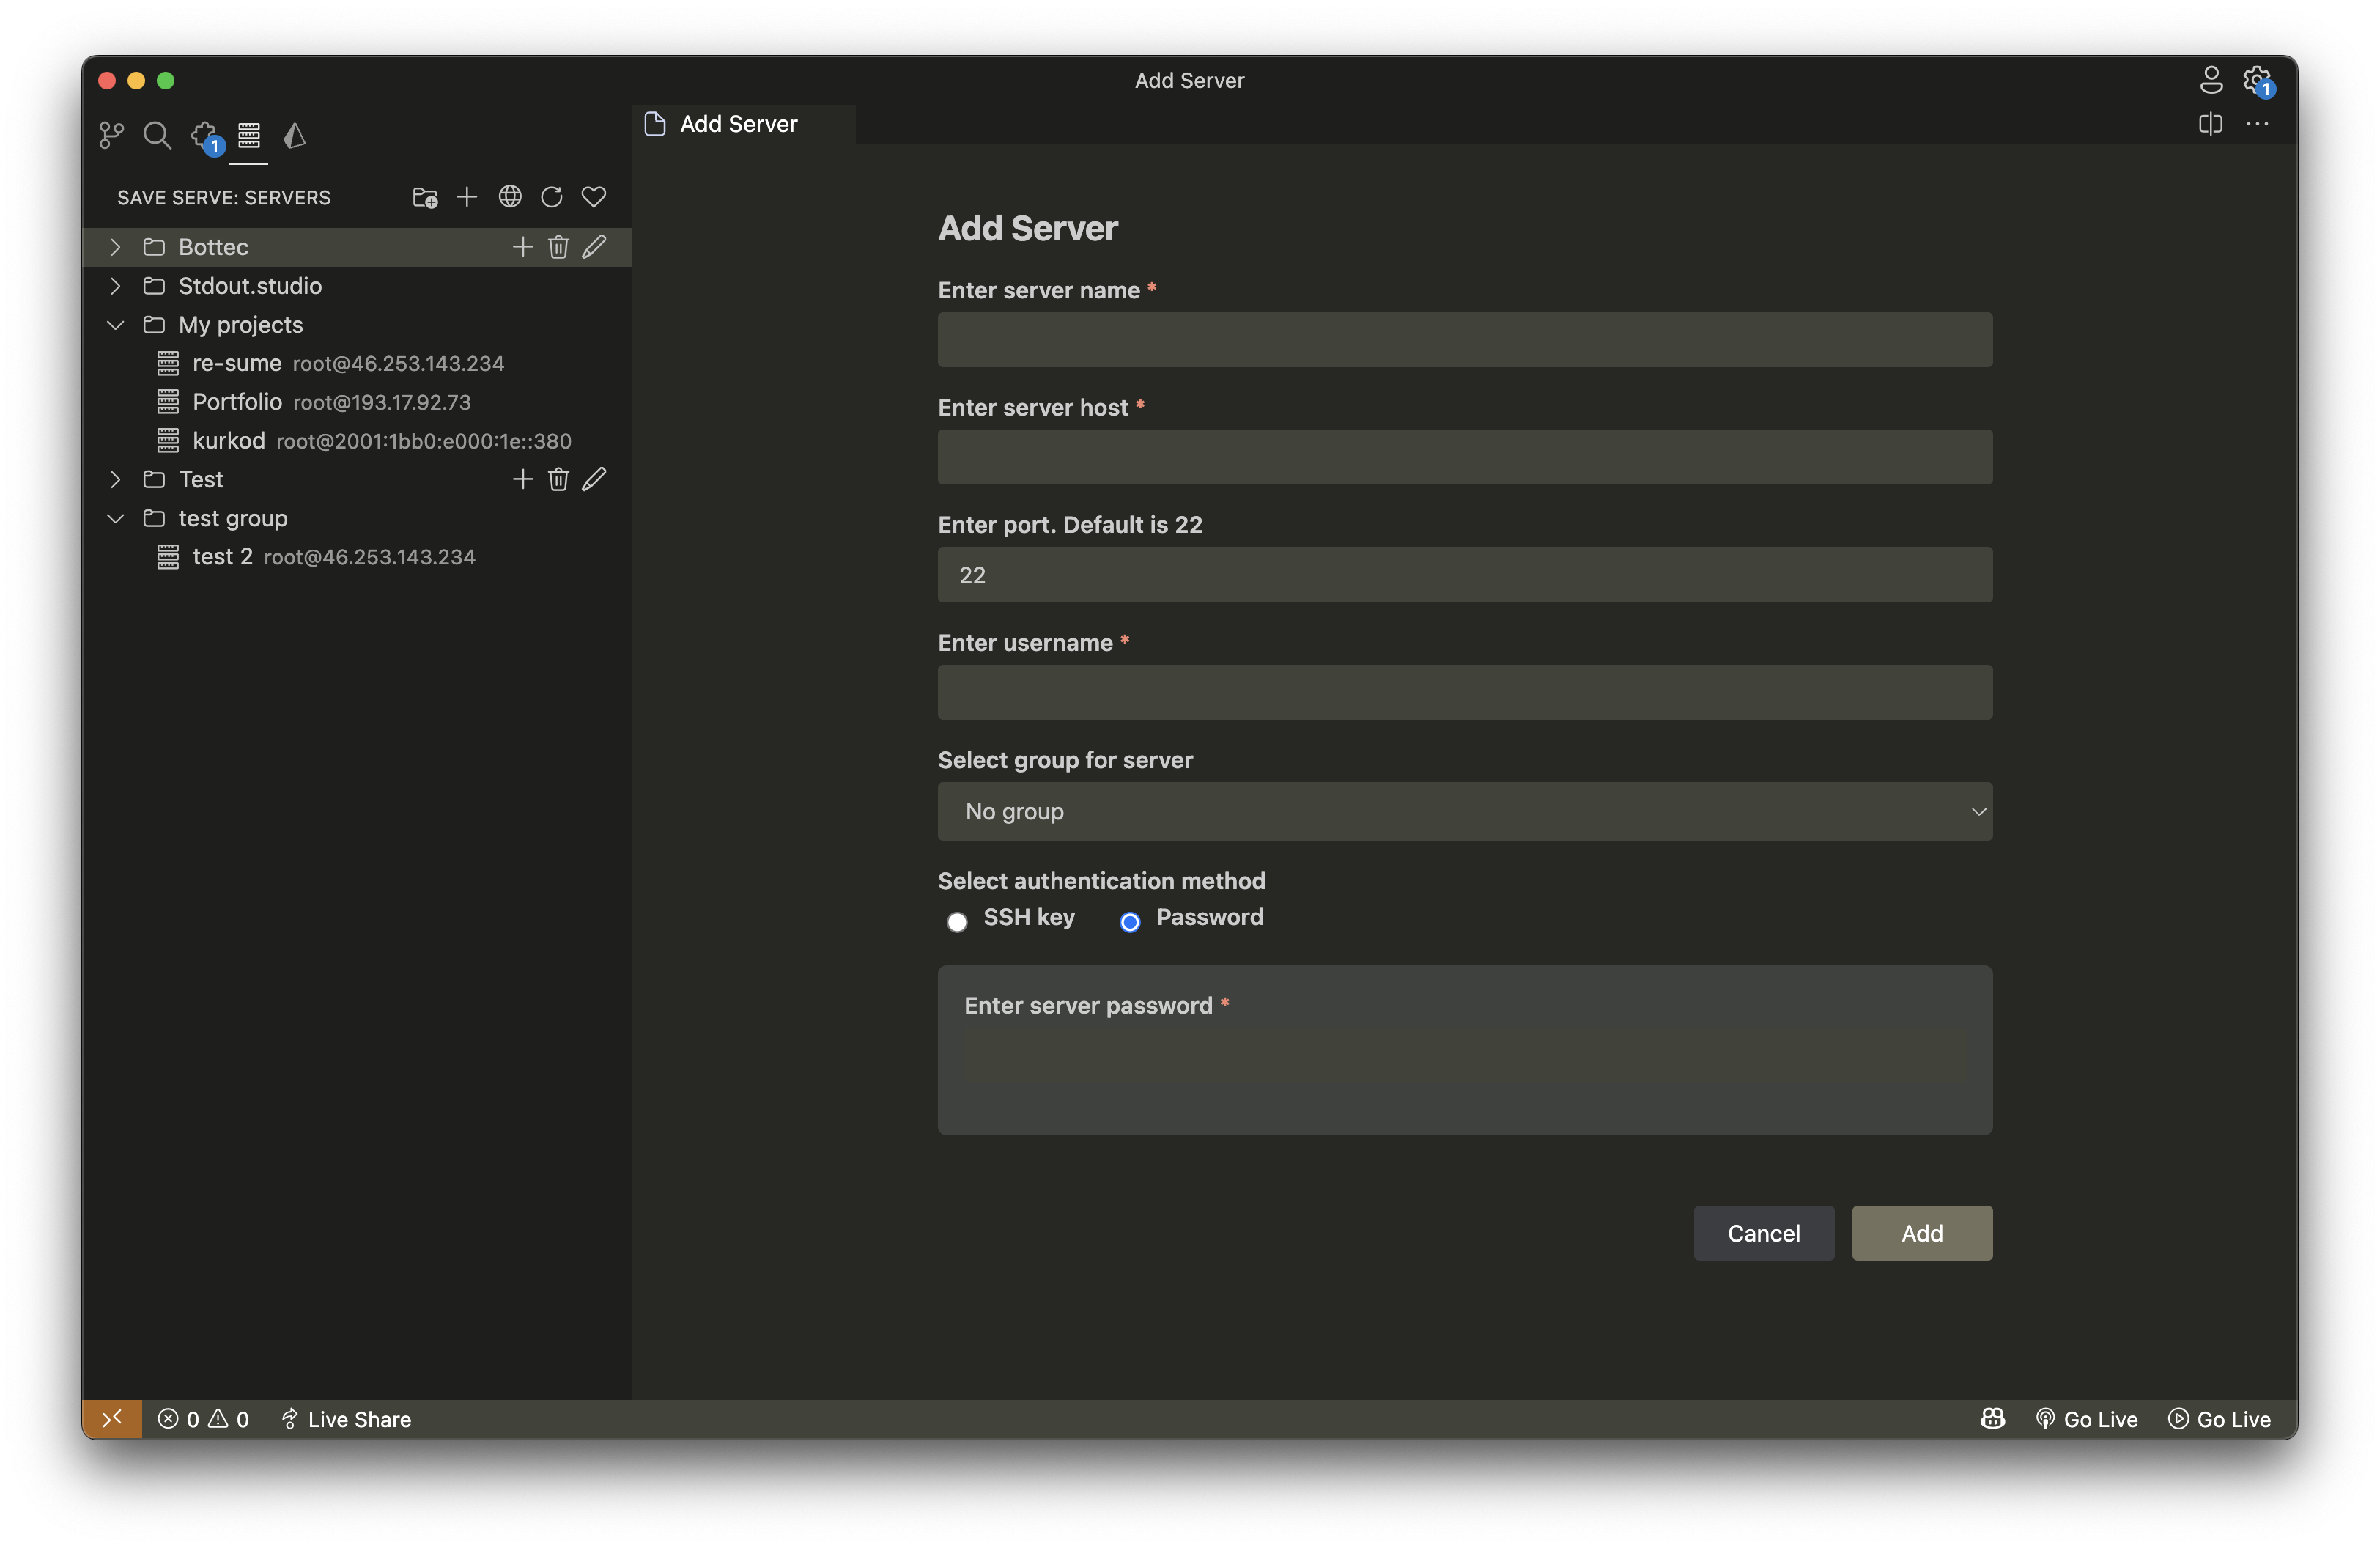 Add Server
1
1
Add Server
SAVE SERVE: SERVERS
Bottec
Stdout.studio
My projects
re-sume root@46.253.143.234
Portfolio root@193.17.92.73
kurkod root@2001:1bb0:e000:1e::380
Test
test group
test 2 root@46.253.143.234
Add Server
Enter server name *
Enter server host *
Enter port. Default is 22
22
Enter username *
Select group for server
No group
Select authentication method
SSH key Password
Enter server password *
Cancel Add
0 0 Live Share Go Live Go Live